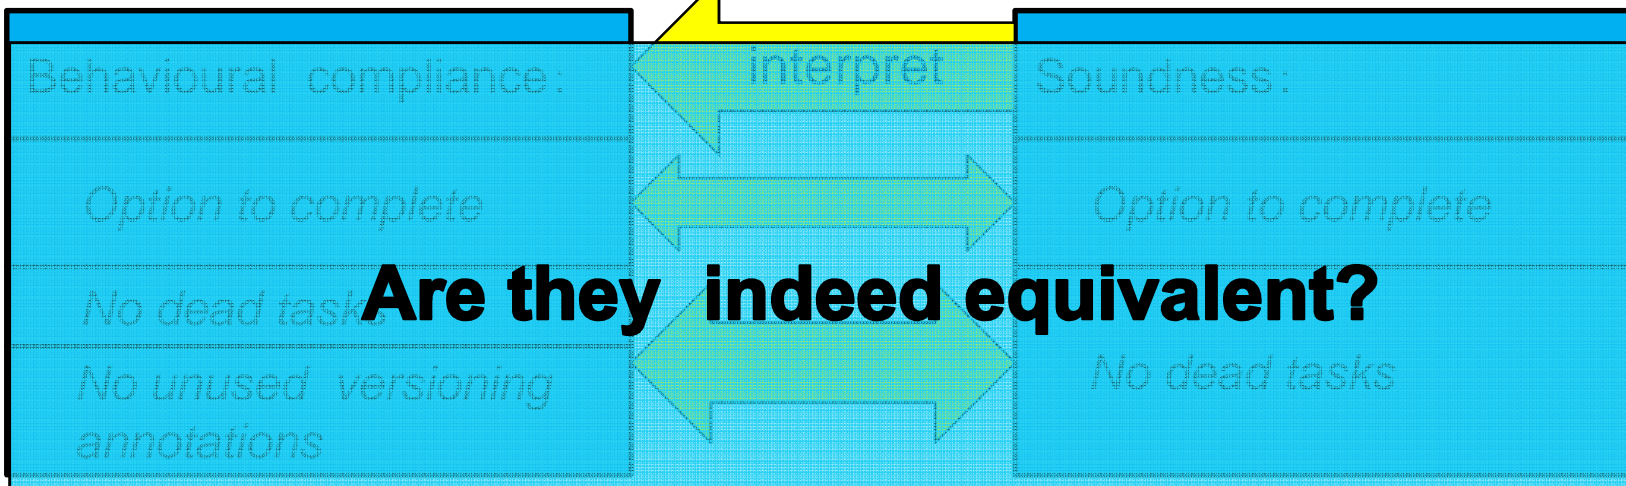 Behavioural compliance:
interpret
Soundness:
Option to complete
Option to complete
Are they indeed equivalent?
No dead tasks
No dead tasks
No unused versioning
annotations